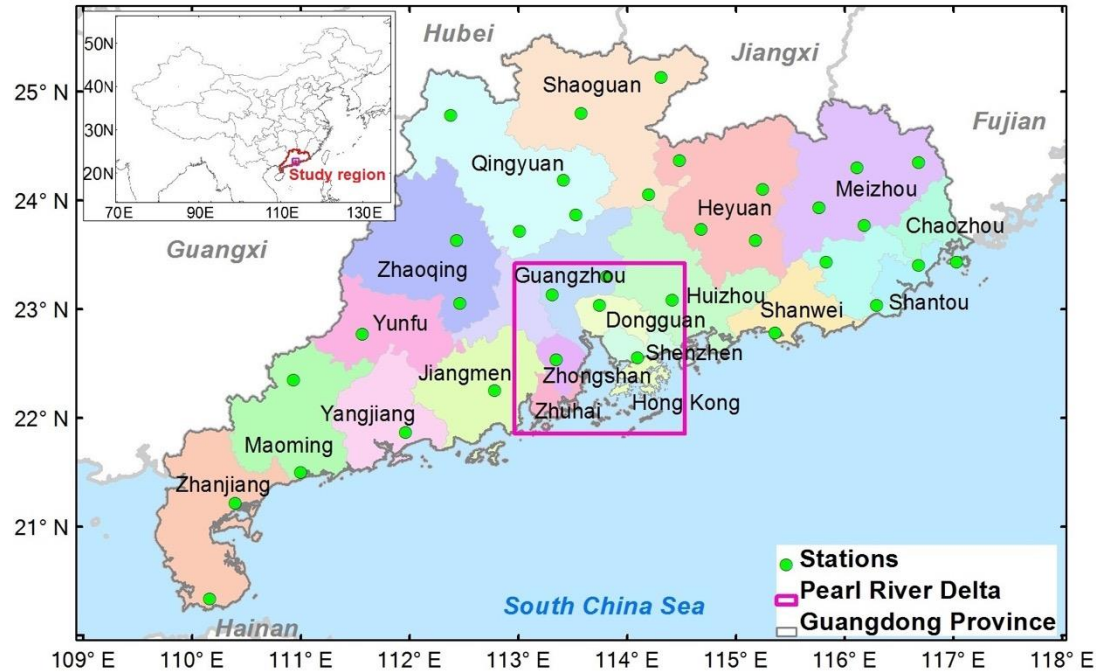 Hubei
Jiangxi
50N
40N
30N
20N
Study region
70E
90E
110E
130E
25° N
24° N
23° N
22° N
21° N
Shaoguan
Fujian
Qingyuan
Meizhou
Heyuan
Chaozhou
Guangxi
Zhaoqing
Guangzhou
Huizhou
Shanwei
Shantou
Yunfu
Dongguan
Shenzhen
Jiangmen
Zhongshan
Hong Kong
Zhuhai
Yangjiang
Maoming
Zhanjiang
Stations
Pearl River Delta
Guangdong Province
South China Sea
Hainan
109° E
110° E
111° E
112° E
113° E
114° E
115° E
116° E
117° E
118° E